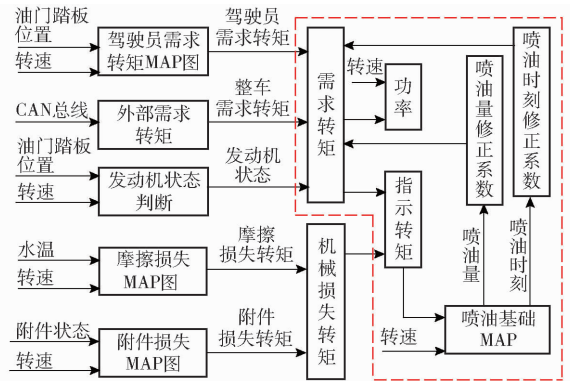 油门踏板
位置
转速
驾驶员需求
转矩MAP图
驾驶员
需求转矩
CAN总线
外部需求
转矩
整车
需求转矩
油门踏板
位置
转速
发动机状态
判断
发动机
状态
需求转矩
转速
功率
喷油量修正系数
喷油时刻修正系数
水温
转速
摩擦损失
MAP图
摩擦
损失转矩
附件状态
转速
附件损失
MAP图
附件
损失转矩
机械损失转矩
指示转矩
喷油量
喷油时刻
转速
喷油基础
MAP